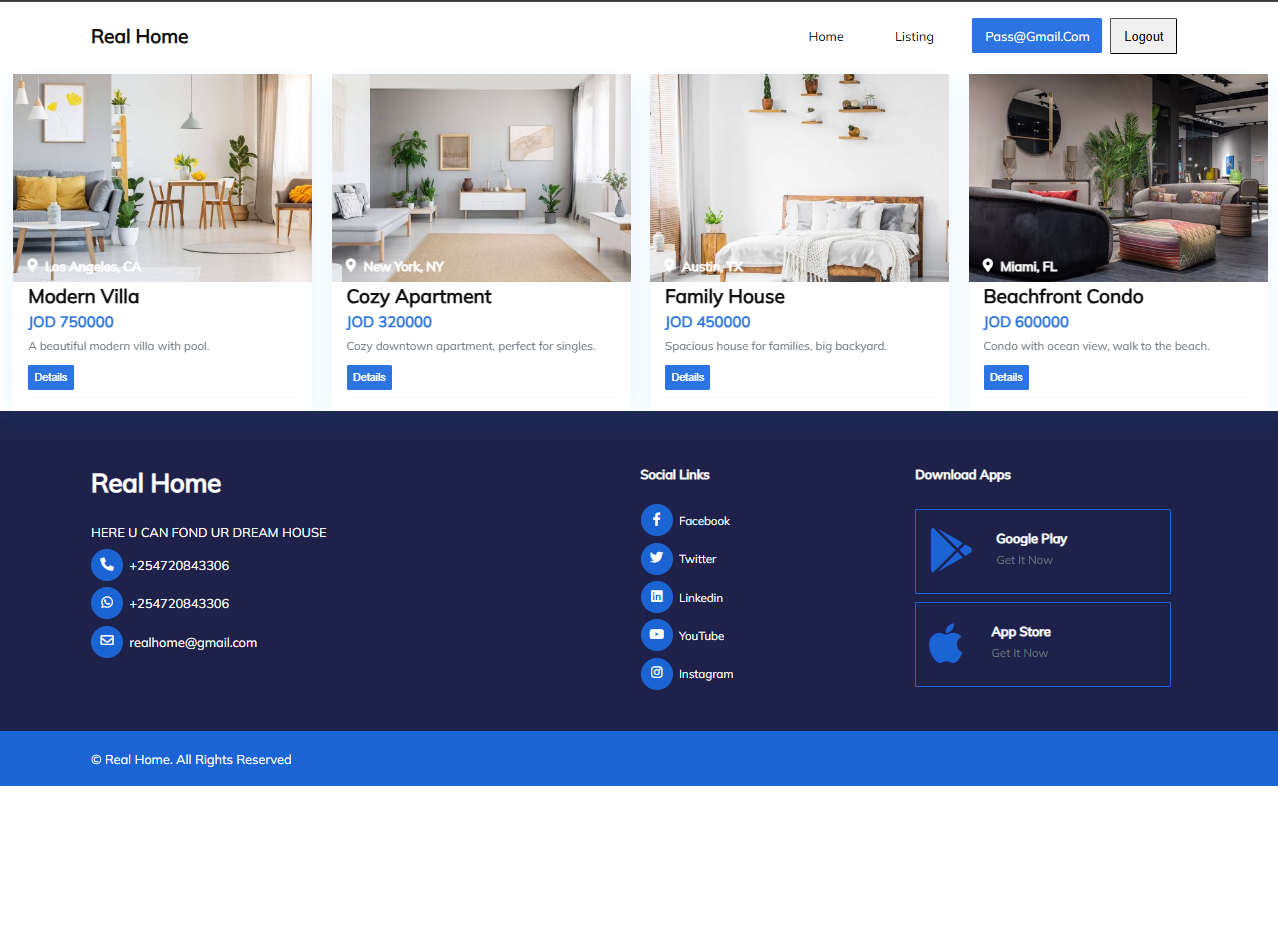 Real Home
Home
Listing
Pass@Gmail.Com
Logout
Los Angeles, CA
New York, NY
Austin, TX
Miami, FL
Modern Villa
Cozy Apartment
Family House
Beachfront Condo
JOD 750000
JOD 320000
JOD 450000
JOD 600000
A beautiful modern villa with pool.
Cozy downtown apartment, perfect for singles.
Spacious house for families, big backyard.
Condo with ocean view, walk to the beach.
Details
Details
Details
Details
Real Home
HERE U CAN FOND UR DREAM HOUSE
+254720843306
+254720843306
realhome@gmail.com
Social Links
Facebook
Twitter
Linkedin
YouTube
Instagram
Download Apps
Google Play
Get It Now
App Store
Get It Now
© Real Home. All Rights Reserved